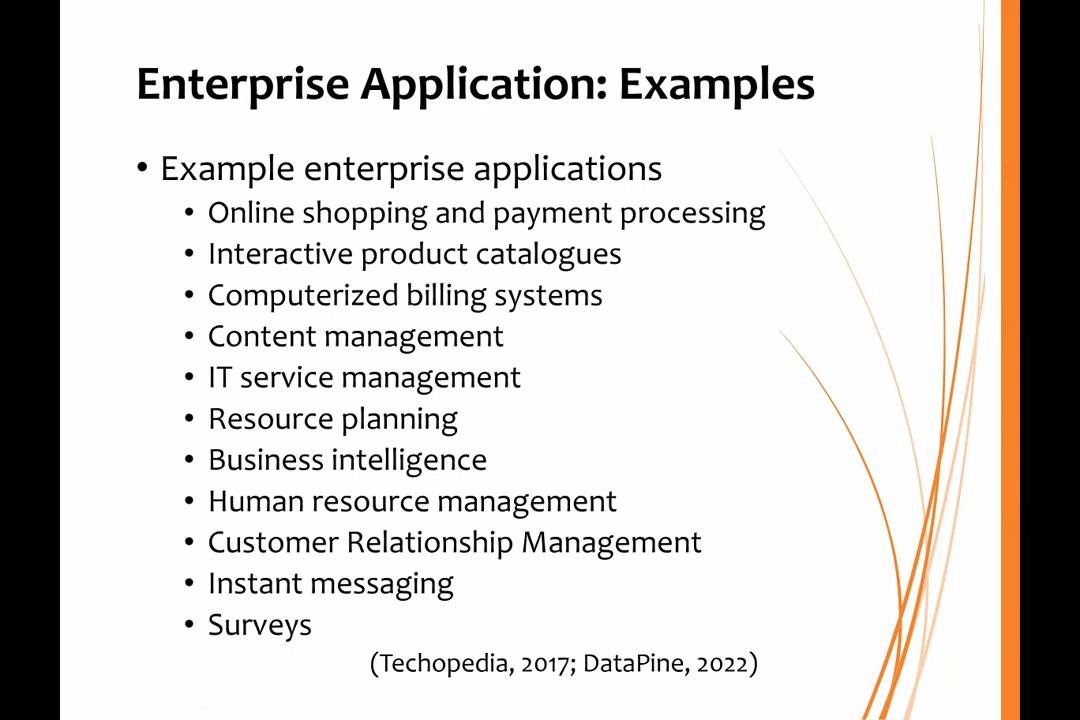 Enterprise Application: Examples
• Example enterprise applications
• Online shopping and payment processing
• Interactive product catalogues
• Computerized billing systems
• Content management
• IT service management
• Resource planning
• Business intelligence
• Human resource management
• Customer Relationship Management
• Instant messaging
• Surveys
(Techopedia, 2017; DataPine, 2022)